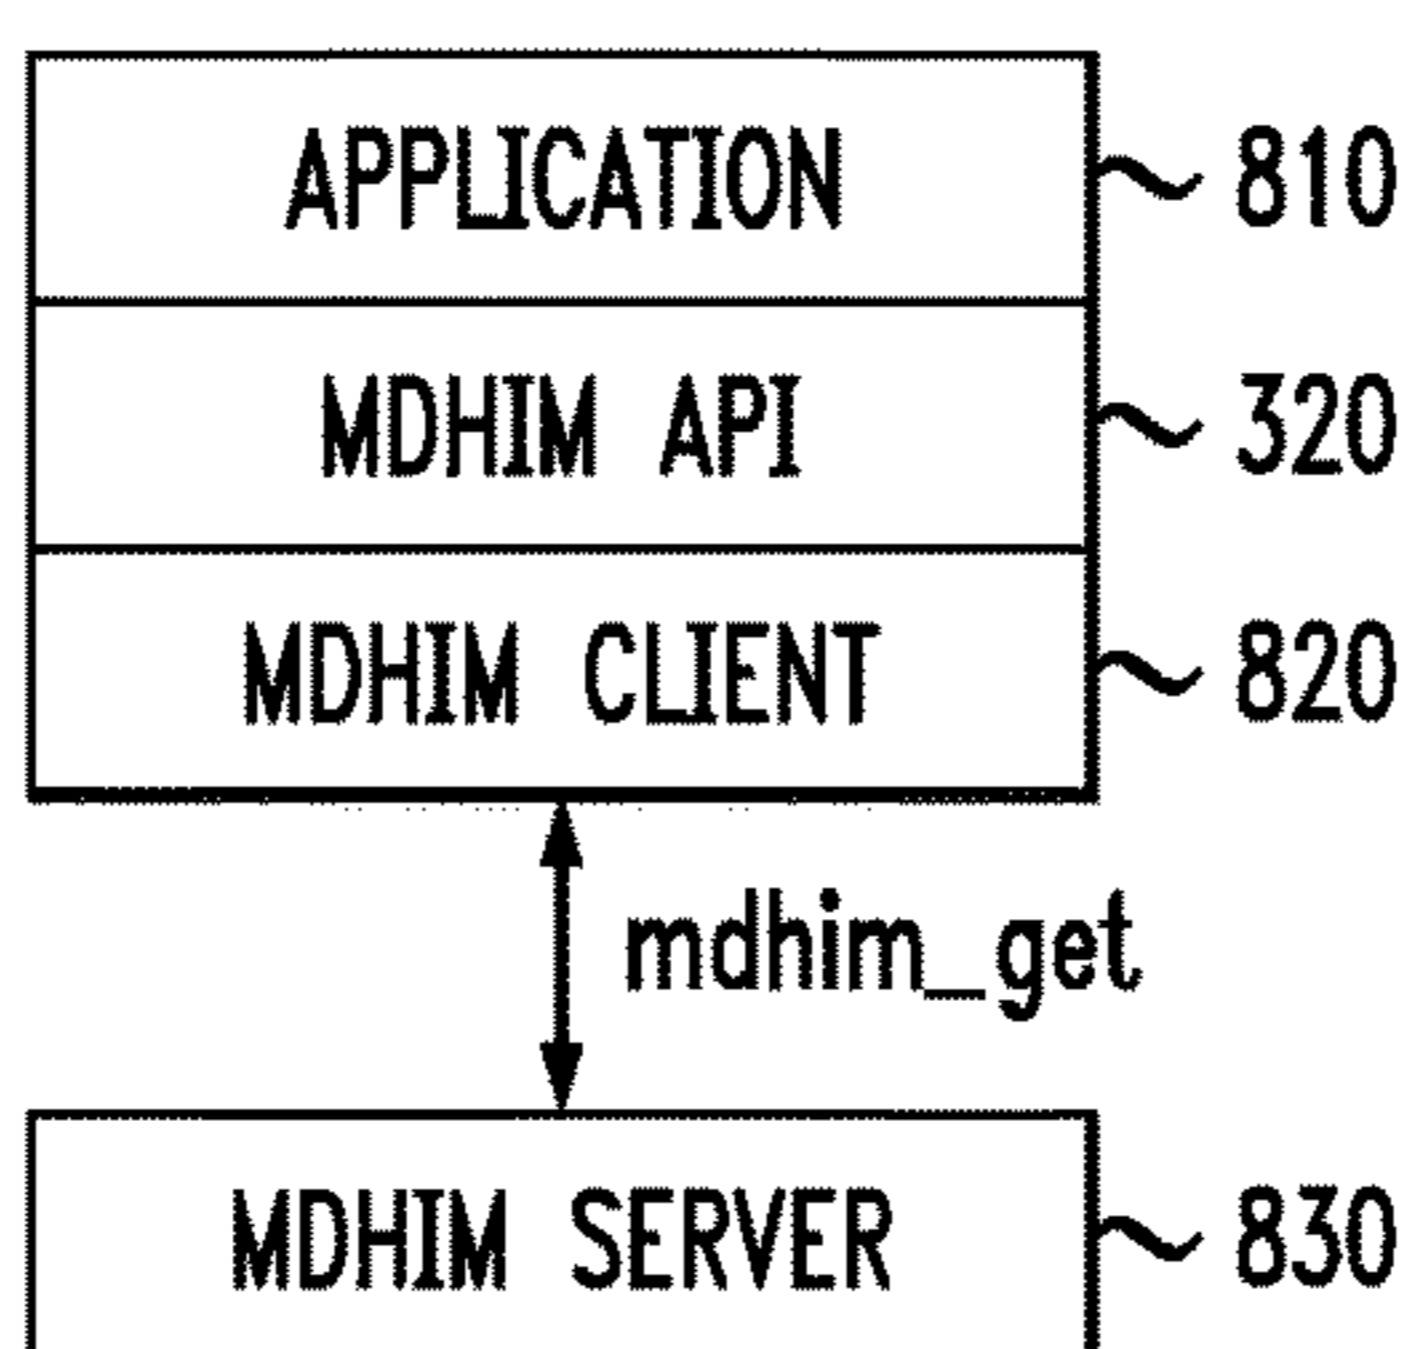 APPLICATION 810
MDHIM API 320
MDHIM CLIENT 820
mdhim_get
MDHIM SERVER 830